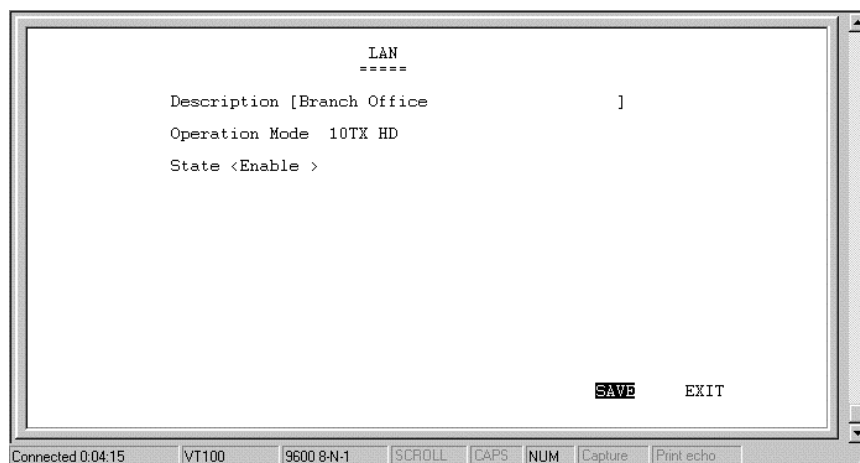 LAN
=====
Description [Branch Office ]
Operation Mode 10TX HD
State <Enable >
SAVE EXIT
Connected 0:04:15 VT100 9600 8-N-1 SCROLL CAPS NUM Capture Print echo